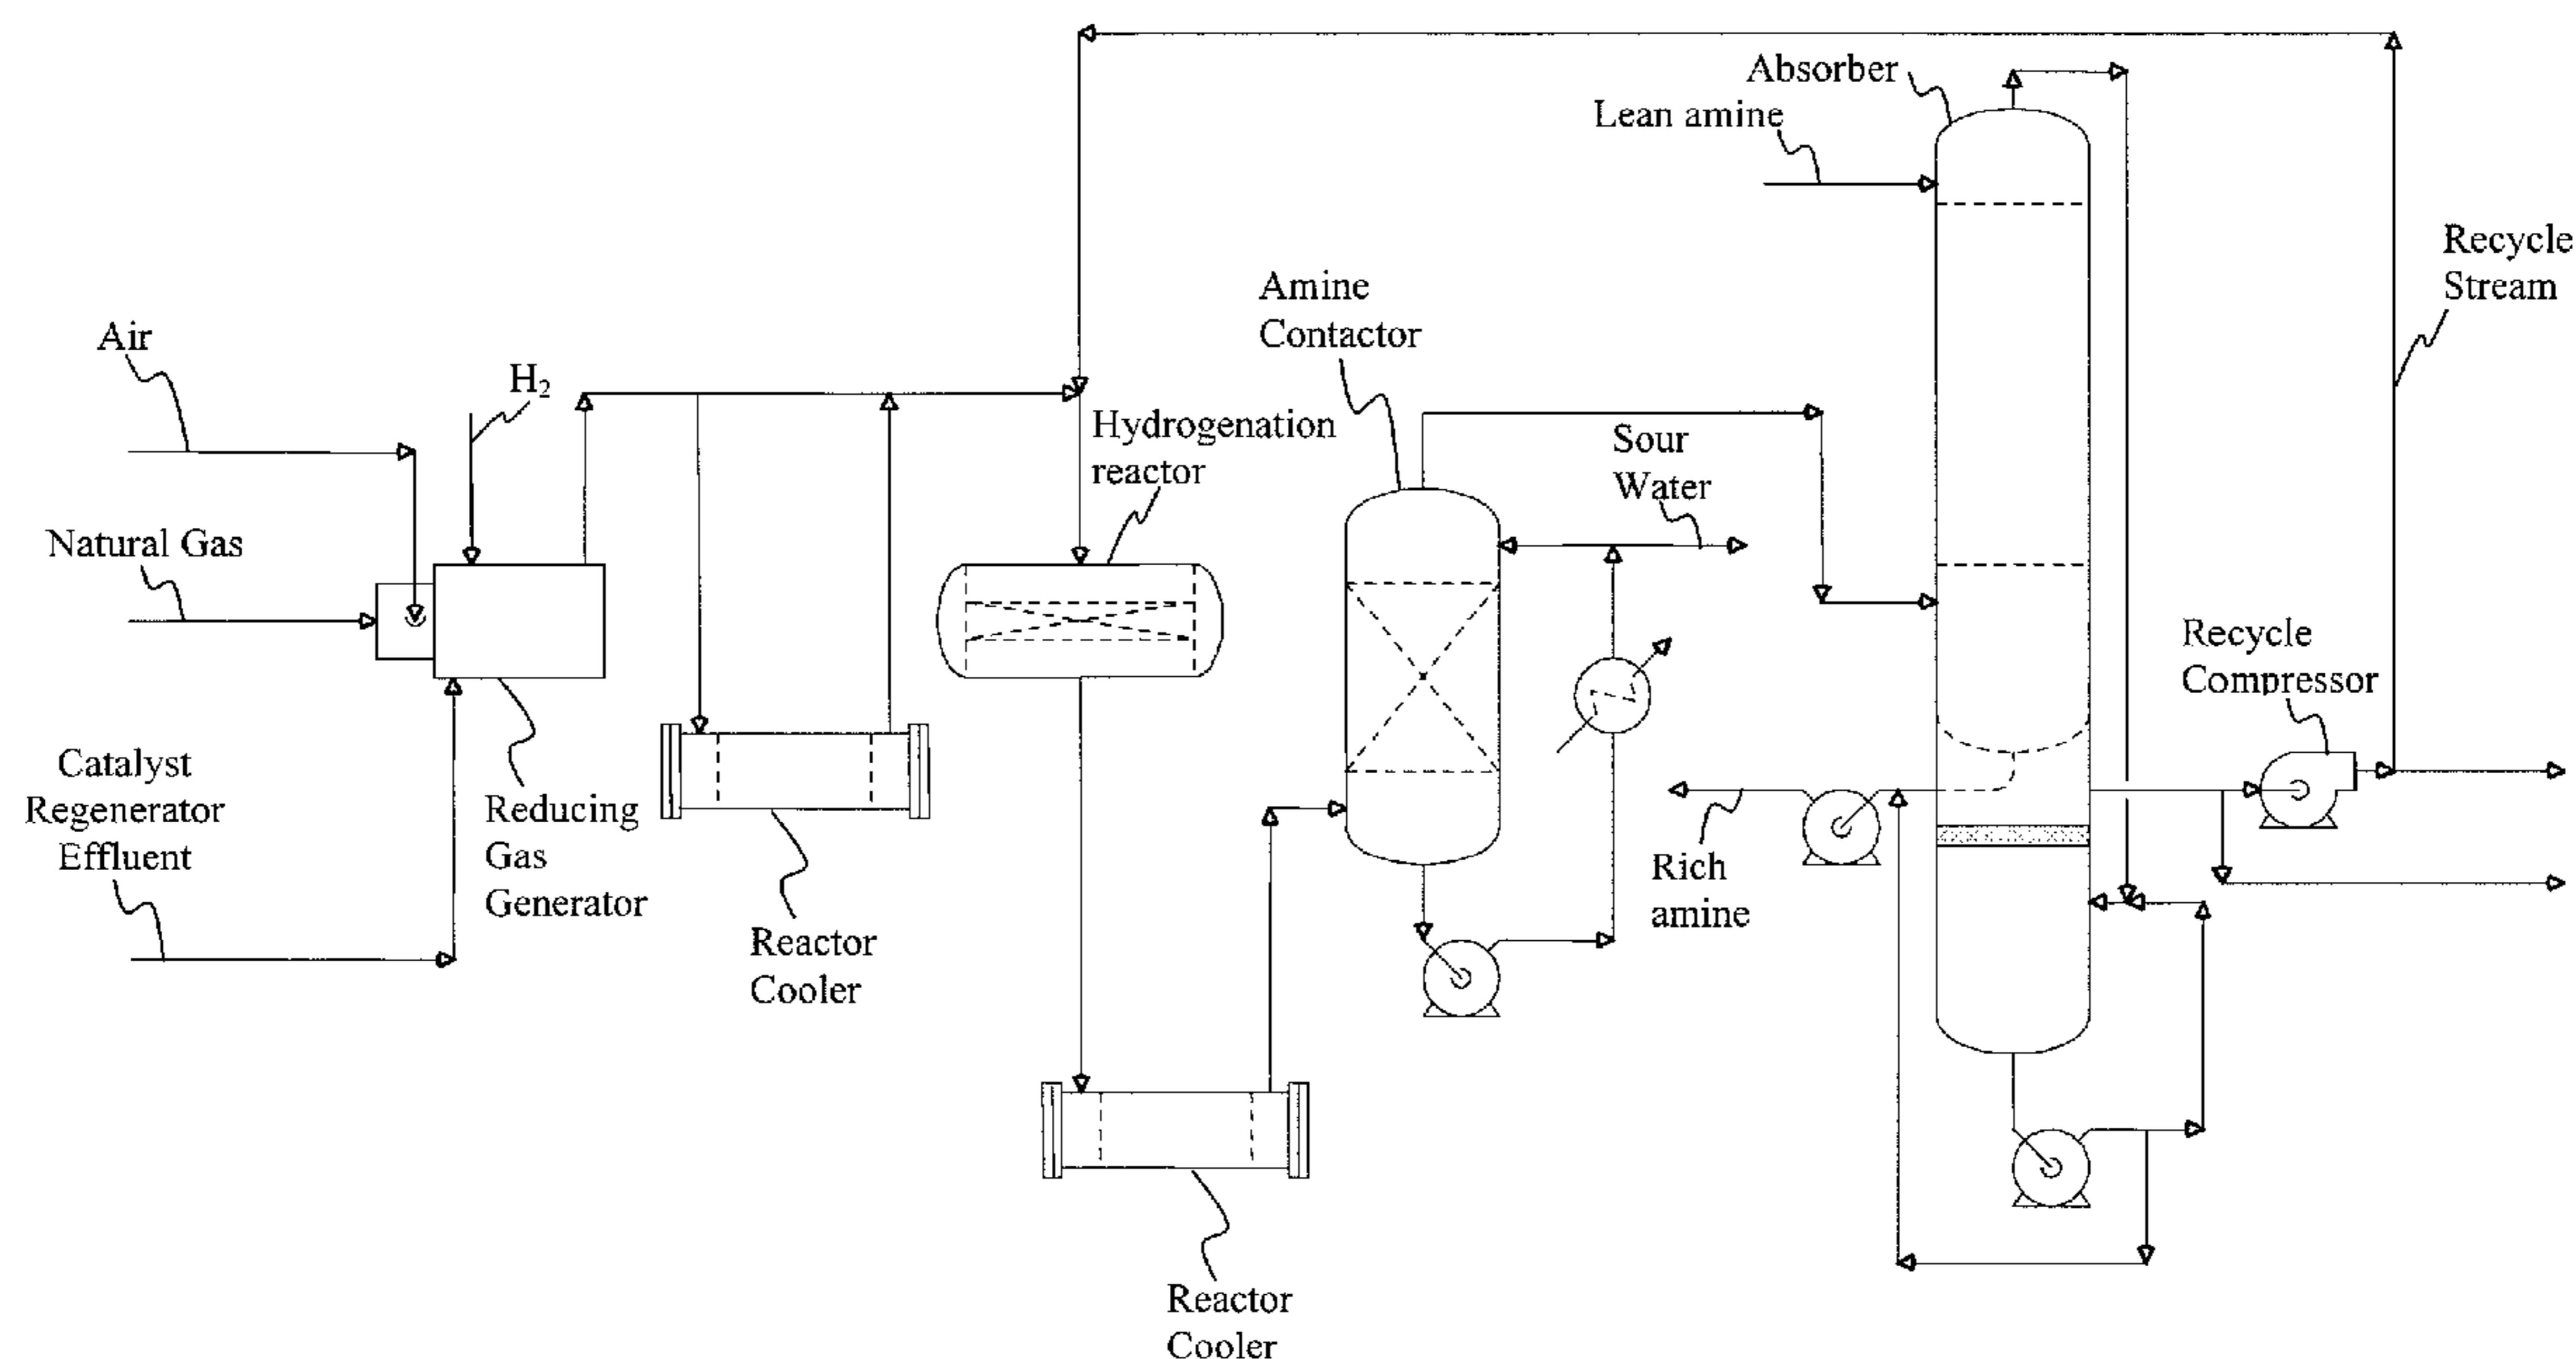 Absorber
Lean amine
Recycle
Stream
Amine
Contactor
Air
H₂
Hydrogenation
reactor
Sour
Water
Natural Gas
Recycle
Compressor
Catalyst
Regenerator
Effluent
Reducing
Gas
Generator
Rich
amine
Reactor
Cooler
Reactor
Cooler